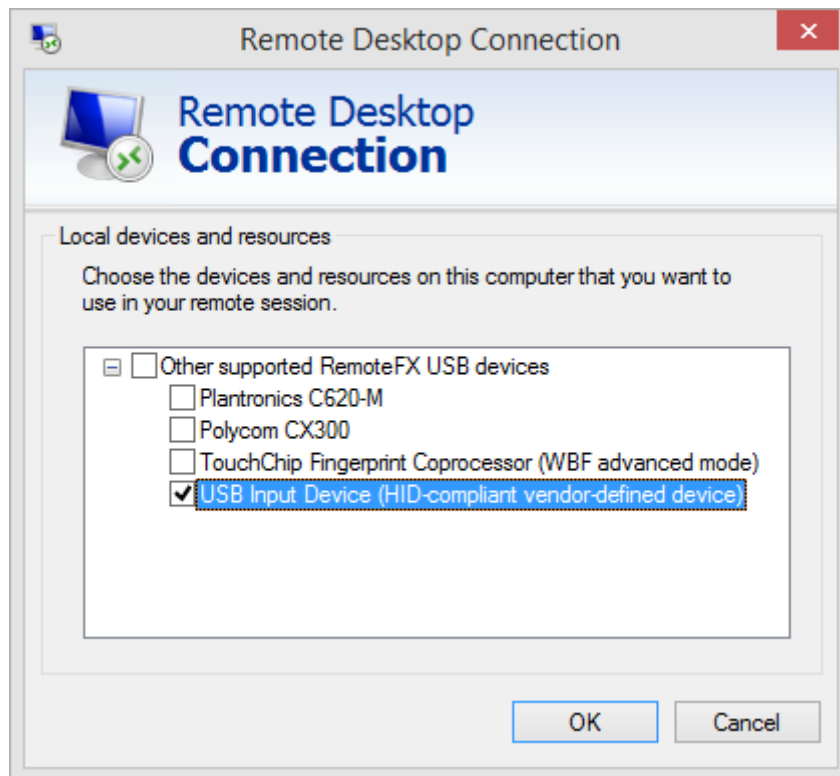 Remote Desktop Connection
Remote Desktop
Connection
Local devices and resources
Choose the devices and resources on this computer that you want to
use in your remote session.
Other supported RemoteFX USB devices
Plantronics C620-M
Polycom CX300
TouchChip Fingerprint Coprocessor (WBF advanced mode)
USB Input Device (HID-compliant vendor-defined device)
OK
Cancel